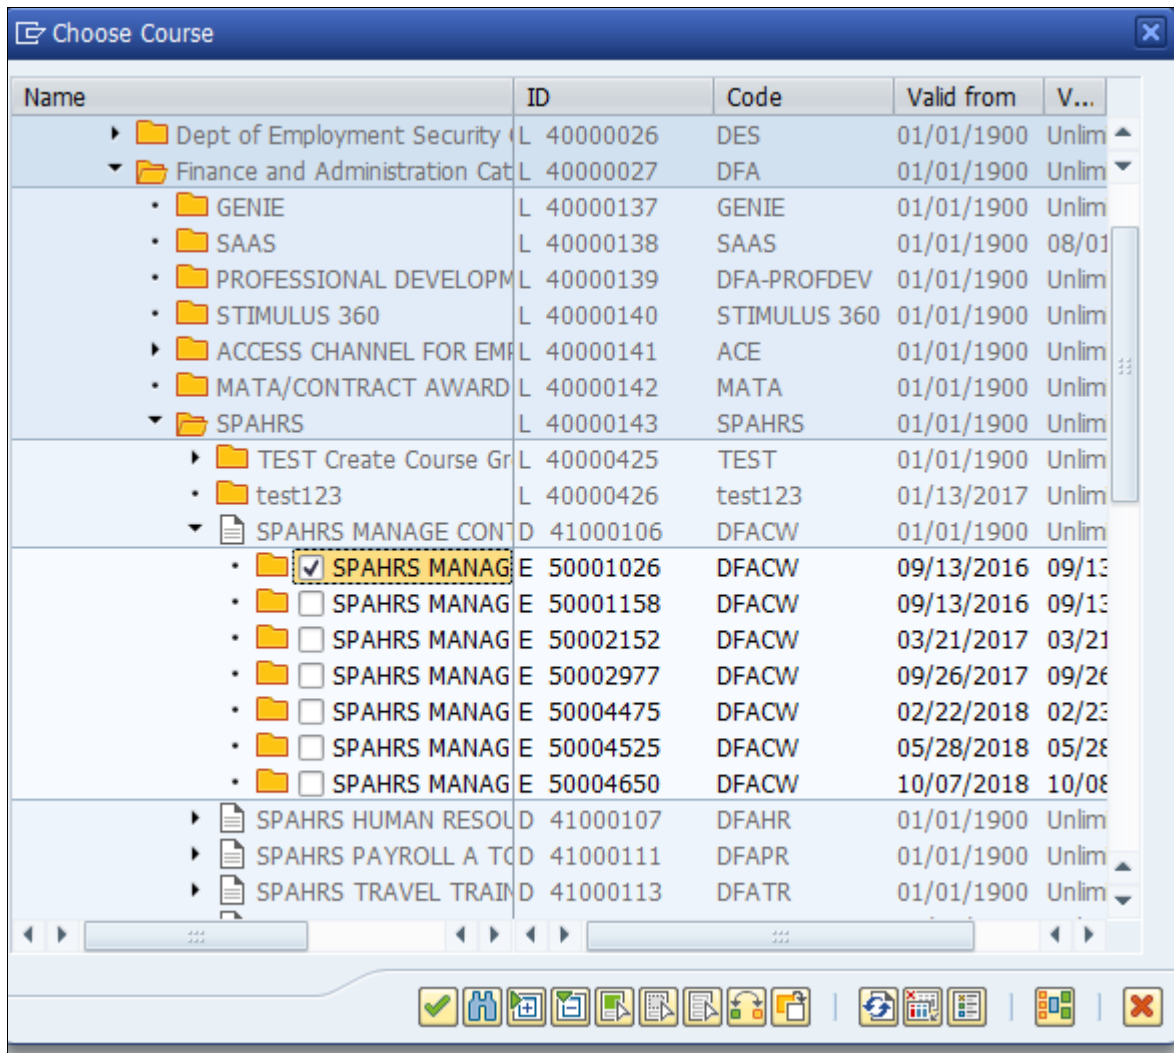 Choose Course
Name ID Code Valid from V...
Dept of Employment Security L 40000026 DES 01/01/1900 Unlim
Finance and Administration Cat L 40000027 DFA 01/01/1900 Unlim
GENIE L 40000137 GENIE 01/01/1900 Unlim
SAAS L 40000138 SAAS 01/01/1900 08/01
PROFESSIONAL DEVELOPM L 40000139 DFA-PROFDEV 01/01/1900 Unlim
STIMULUS 360 L 40000140 STIMULUS 360 01/01/1900 Unlim
ACCESS CHANNEL FOR EMP L 40000141 ACE 01/01/1900 Unlim
MATA/CONTRACT AWARD L 40000142 MATA 01/01/1900 Unlim
SPAHRS L 40000143 SPAHRS 01/01/1900 Unlim
TEST Create Course Gr L 40000425 TEST 01/01/1900 Unlim
test123 L 40000426 test123 01/13/2017 Unlim
SPAHRS MANAGE CONT D 41000106 DFACW 01/01/1900 Unlim
SPAHRS MANAG E 50001026 DFACW 09/13/2016 09/13
SPAHRS MANAG E 50001158 DFACW 09/13/2016 09/13
SPAHRS MANAG E 50002152 DFACW 03/21/2017 03/21
SPAHRS MANAG E 50002977 DFACW 09/26/2017 09/26
SPAHRS MANAG E 50004475 DFACW 02/22/2018 02/23
SPAHRS MANAG E 50004525 DFACW 05/28/2018 05/28
SPAHRS MANAG E 50004650 DFACW 10/07/2018 10/08
SPAHRS HUMAN RESOU D 41000107 DFAHR 01/01/1900 Unlim
SPAHRS PAYROLL A TO D 41000111 DFAPR 01/01/1900 Unlim
SPAHRS TRAVEL TRAIN D 41000113 DFATR 01/01/1900 Unlim